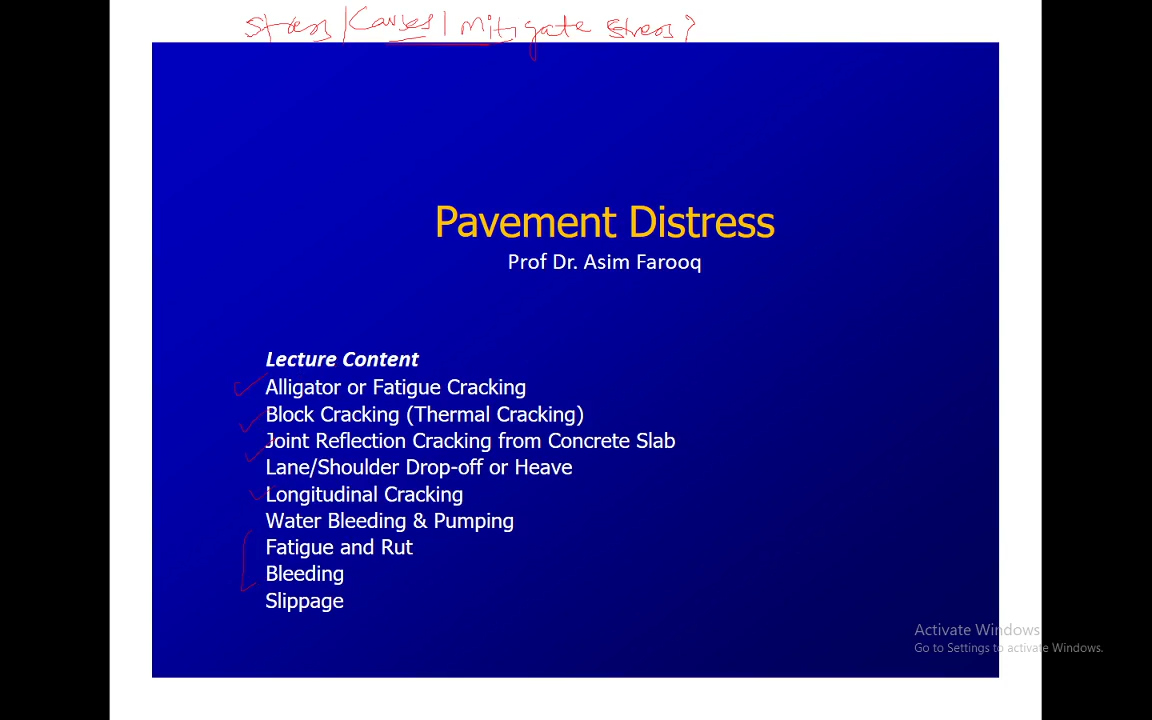 Stress | Causes | Mitigate Stress?
Pavement Distress
Prof Dr. Asim Farooq
Lecture Content
Alligator or Fatigue Cracking
Block Cracking (Thermal Cracking)
Joint Reflection Cracking from Concrete Slab
Lane/Shoulder Drop-off or Heave
Longitudinal Cracking
Water Bleeding & Pumping
Fatigue and Rut
Bleeding
Slippage
Activate Windows
Go to Settings to activate Windows.